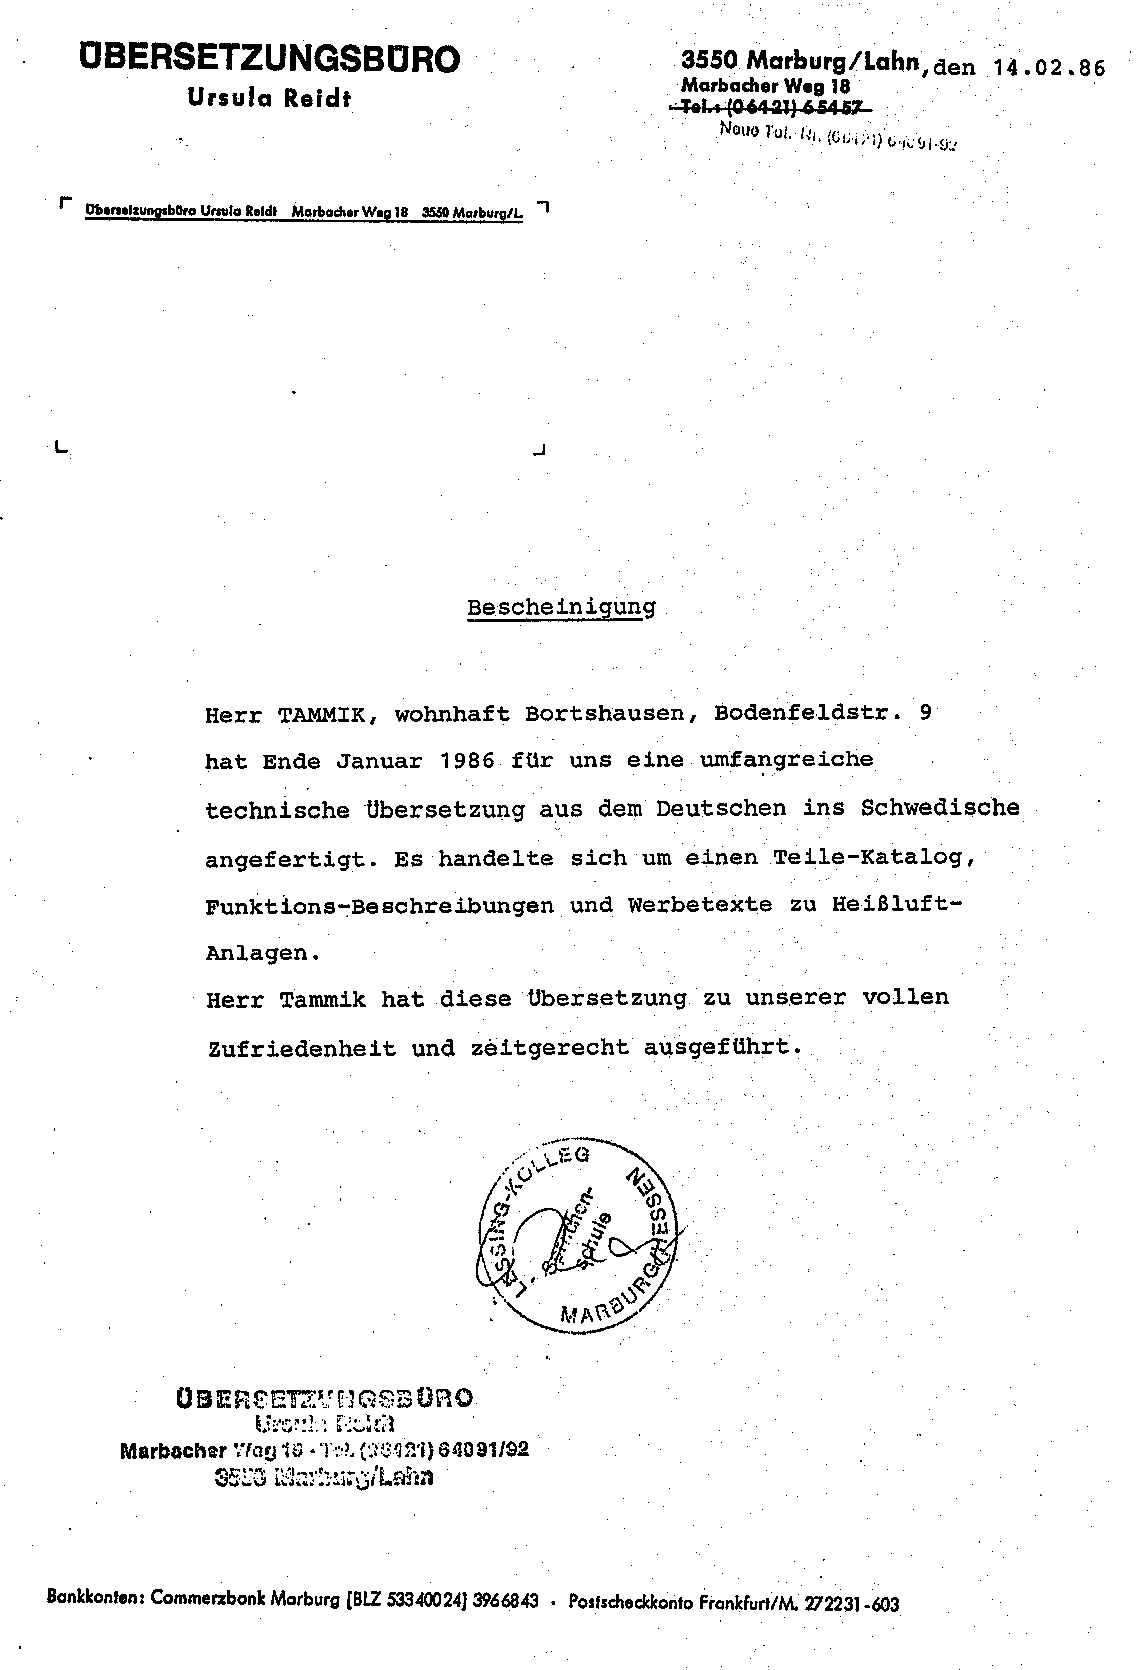 ÜBERSETZUNGSBÜRO
Ursula Reidt
3550 Marburg/Lahn, den 14.02.86
Marbacher Weg 18
Tel.: (06421) 65457
Neue Tel. Nr. (06421) 64091-92
Übersetzungsbüro Ursula Reidt Marbacher Weg 18 3550 Marburg/L.
Bescheinigung
Herr TAMMIK, wohnhaft Bortshausen, Bodenfeldstr. 9
hat Ende Januar 1986 für uns eine umfangreiche
technische Übersetzung aus dem Deutschen ins Schwedische
angefertigt. Es handelte sich um einen Teile-Katalog,
Funktions-Beschreibungen und Werbetexte zu Heißluft-
Anlagen.
Herr Tammik hat diese Übersetzung zu unserer vollen
Zufriedenheit und zeitgerecht ausgeführt.
LESSING-KOLLEG
MARBURG/HESSEN
Sprachen-
schule
ÜBERSETZUNGSBÜRO
Ursula Reidt
Marbacher Weg 18 - Tel. (06421) 64091/92
3550 Marburg/Lahn
Bankkonten: Commerzbank Marburg (BLZ 53340024) 3966843 · Postscheckkonto Frankfurt/M. 272231-603